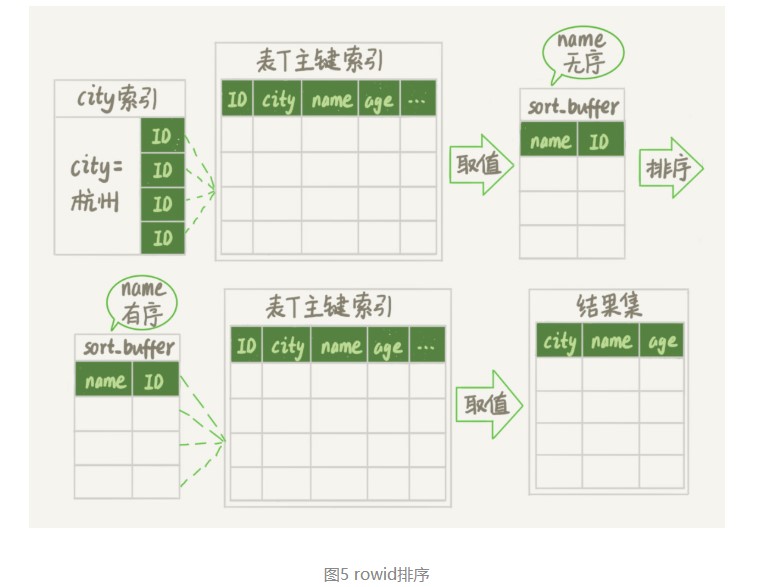 city索引
city=
杭州
ID
ID
ID
ID
表T主键索引
ID city name age ...
取值
name
无序
sort_buffer
name ID
排序
name
有序
sort_buffer
name ID
表T主键索引
ID city name age ...
取值
结果集
city name age
图5 rowid排序